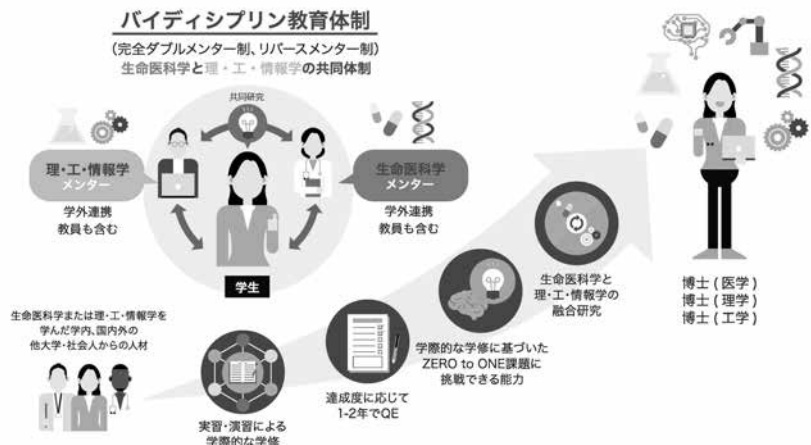 バイディシプリン教育体制
(完全ダブルメンター制、リバースメンター制)
生命医科学と理・工・情報学の共同体制
共同研究
理・工・情報学
メンター
学外連携
教員も含む
生命医科学
メンター
学外連携
教員も含む
学生
生命医科学または理・工・情報学を
学んだ学内、国内外の
他大学・社会人からの人材
実習・演習による
学際的な学修
達成度に応じて
1-2年でQE
学際的な学修に基づいた
ZERO to ONE課題に
挑戦できる能力
生命医科学と
理・工・情報学の
融合研究
博士 ( 医学 )
博士 ( 理学 )
博士 ( 工学 )